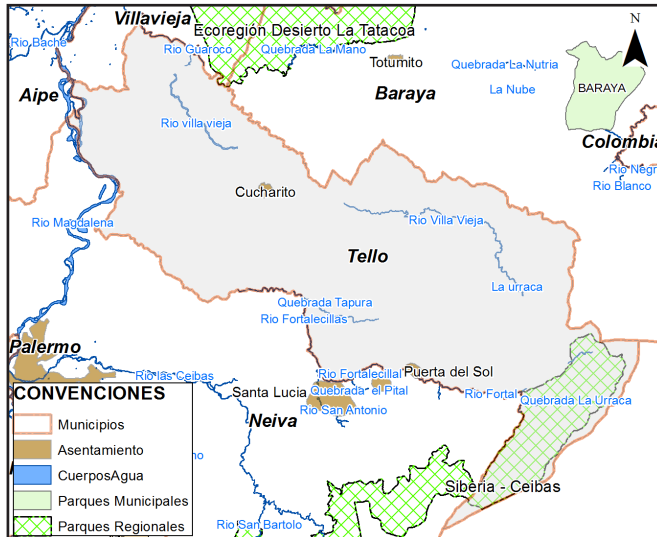 Villavieja
Ecoregión Desierto La Tatacoa
Rio Bache
Rio Guaroco
Quebrada La Mano
Totumito
Quebrada La Nutria
N
Aipe
Baraya
La Nube
BARAYA
Rio villa vieja
Colombia
Rio Negr
Rio Blanco
Cucharito
Rio Magdalena
Rio Villa Vieja
Tello
La urraca
Quebrada Tapura
Rio Fortalecillas
Palermo
Rio las Ceibas
Rio Fortalecillal
Puerta del Sol
Santa Lucia
Quebrada el Pital
Rio Fortal
Quebrada La Urraca
Rio San Antonio
Neiva
CONVENCIONES
Municipios
Asentamiento
CuerposAgua
Parques Municipales
Parques Regionales
no
Siberia - Ceibas
Rio San Bartolo